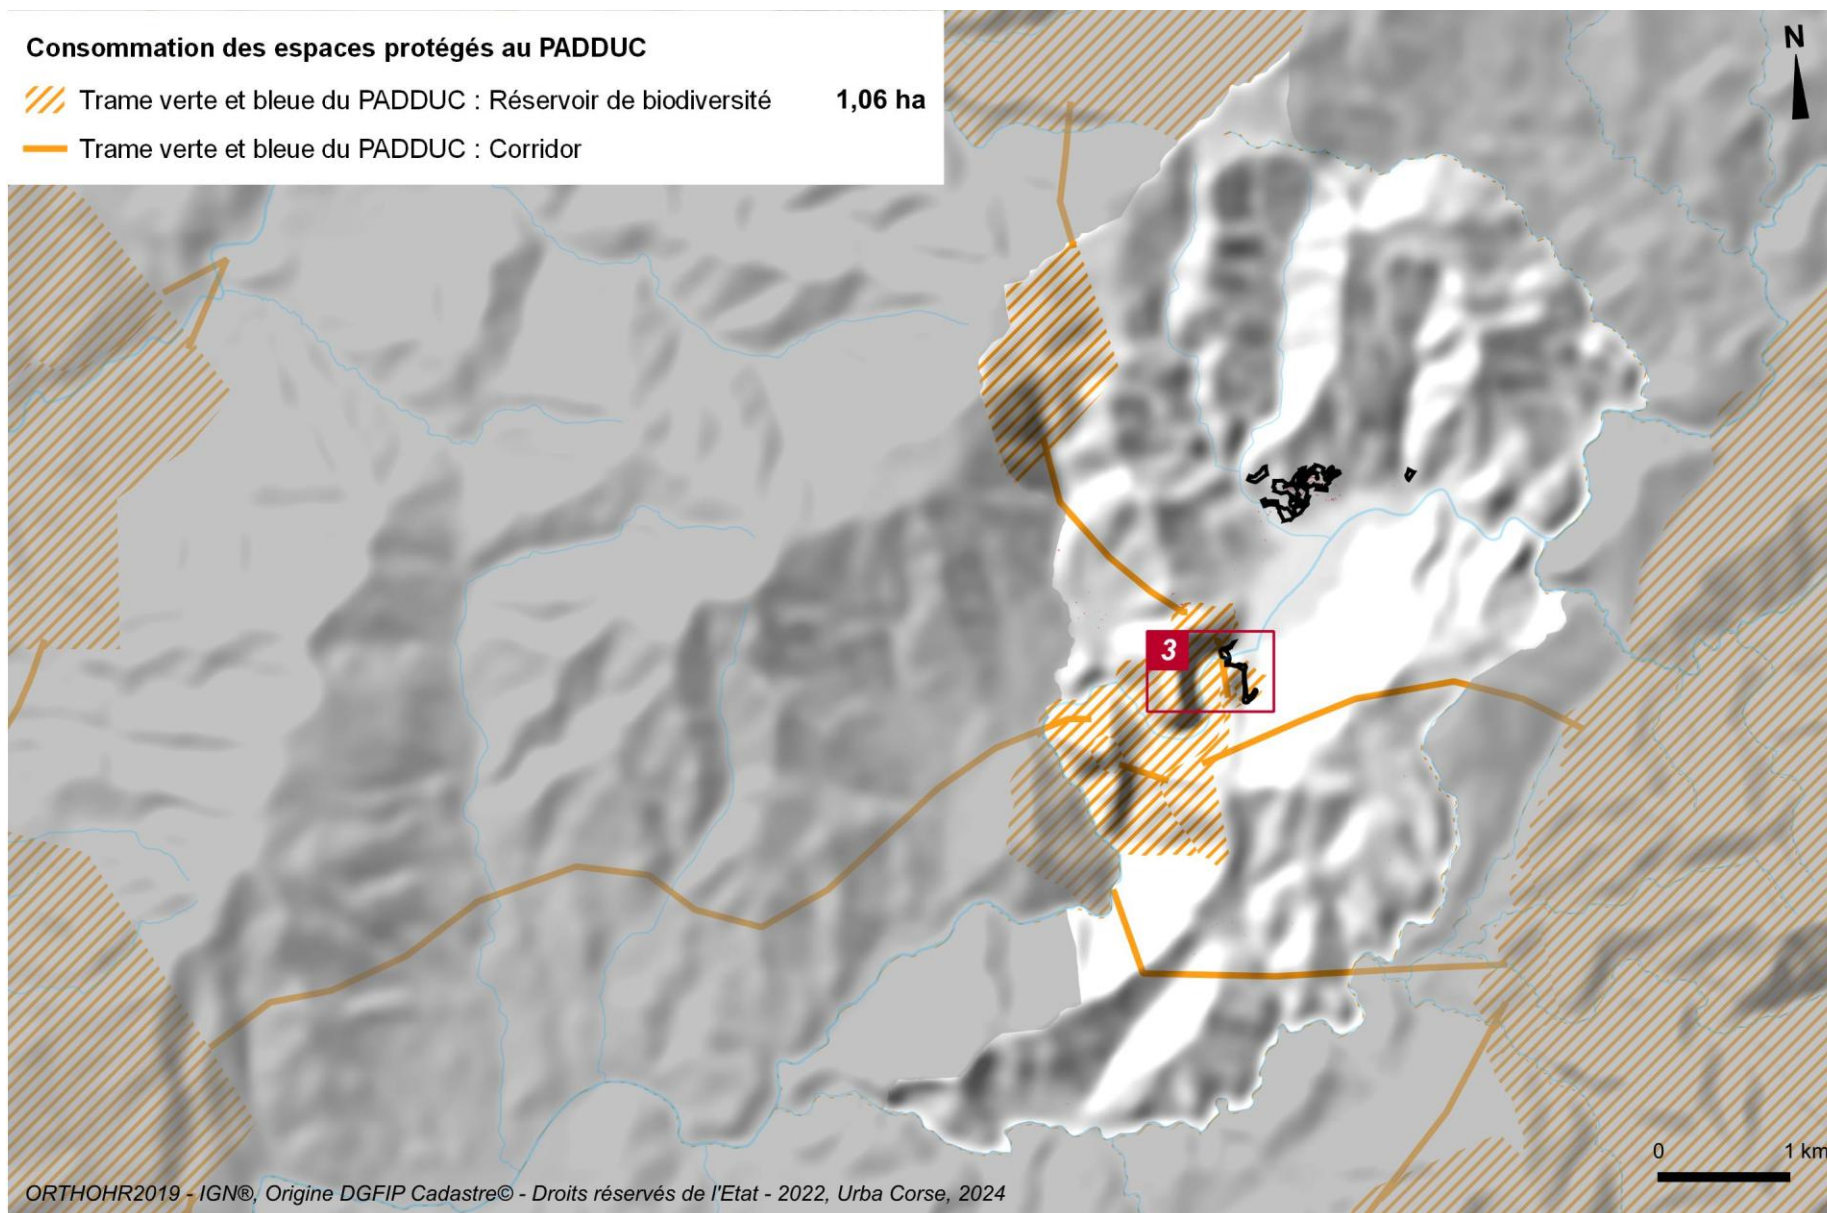 Consommation des espaces protégés au PADDUC
Trame verte et bleue du PADDUC : Réservoir de biodiversité 1,06 ha
Trame verte et bleue du PADDUC : Corridor
N
3
0 1 km
ORTHOHR2019 - IGN®, Origine DGFIP Cadastre© - Droits réservés de l'Etat - 2022, Urba Corse, 2024